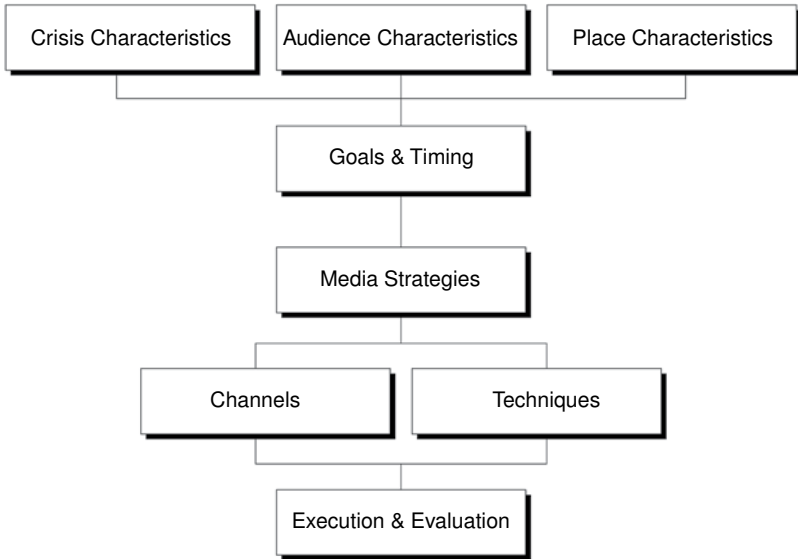 Crisis Characteristics
Audience Characteristics
Place Characteristics
Goals & Timing
Media Strategies
Channels
Techniques
Execution & Evaluation